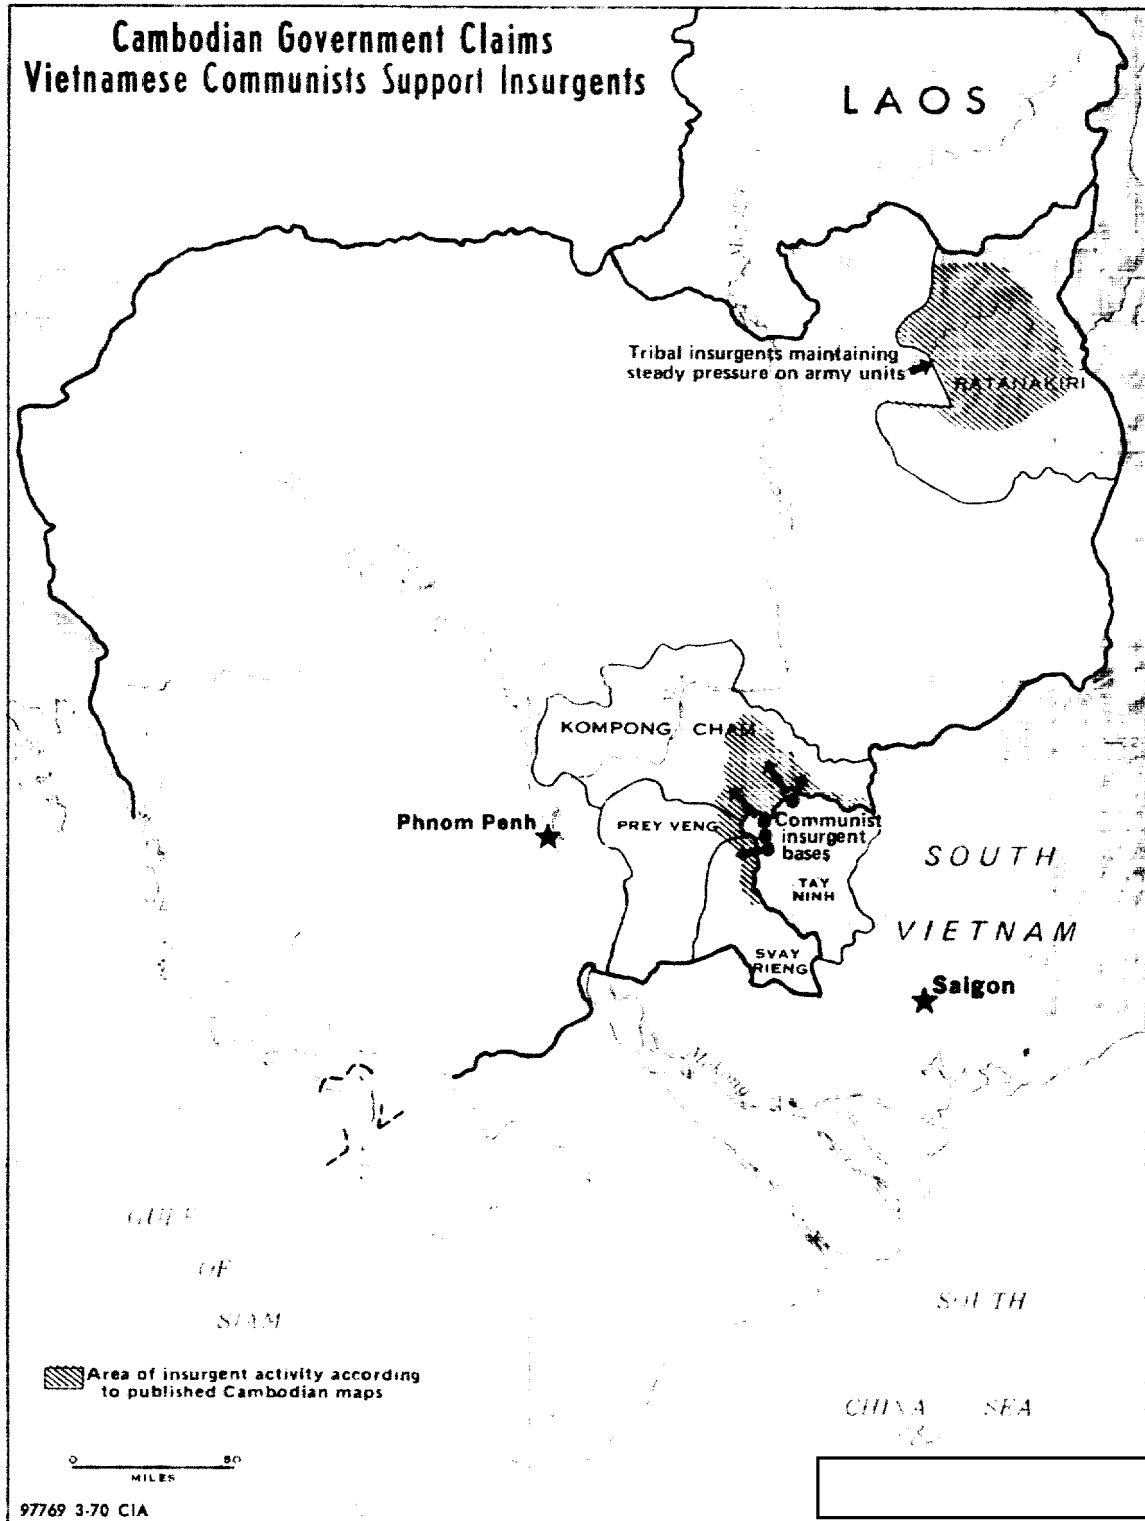 Cambodian Government Claims
Vietnamese Communists Support Insurgents
LAOS
Tribal insurgents maintaining
steady pressure on army units
RATANAKIRI
KOMPONG CHAM
Phnom Penh
PREY VENG
Communist
insurgent
bases
TAY
NINH
SOUTH
VIETNAM
SVAY
RIENG
Saigon
Mekong
GULF
OF
SIAM
SOUTH
CHINA SEA
Area of insurgent activity according
to published Cambodian maps
0 50
MILES
97769 3-70 CIA